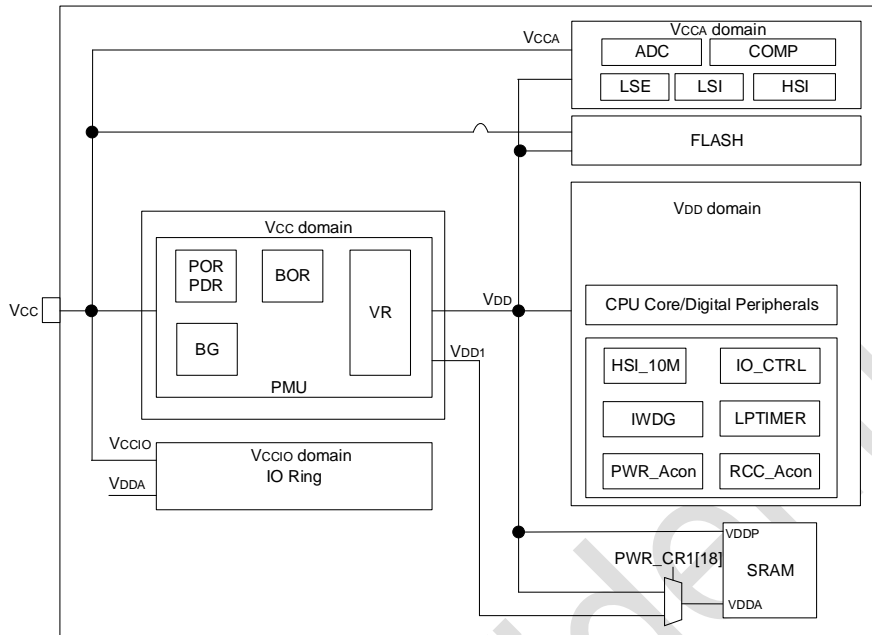 VCCA
VCCA domain
ADC
COMP
LSE
LSI
HSI
FLASH
VCC domain
POR
PDR
BOR
VR
BG
PMU
VCC
VDD
VDD1
VDD domain
CPU Core/Digital Peripherals
HSI_10M
IO_CTRL
IWDG
LPTIMER
PWR_Acon
RCC_Acon
VCCIO
VCCIO domain
IO Ring
VDDA
PWR_CR1[18]
VDDP
SRAM
VDDA